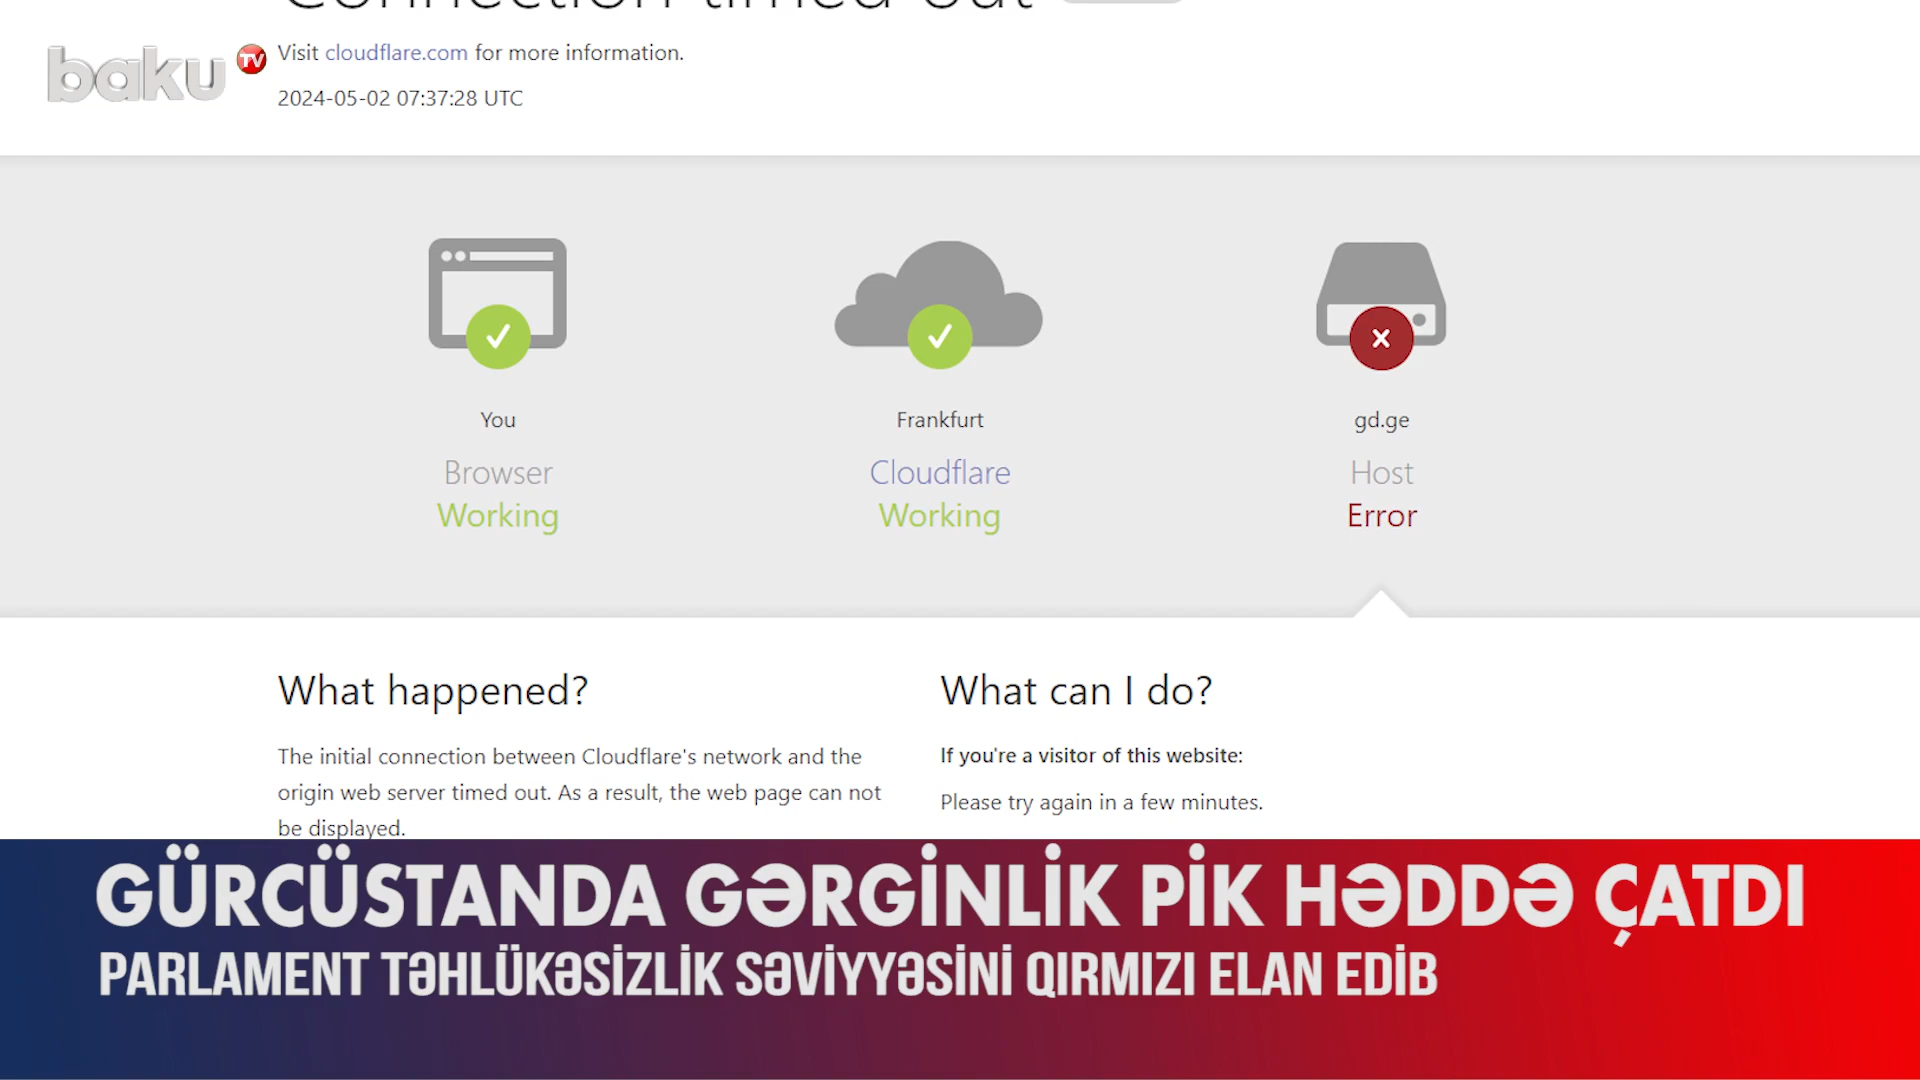 Connection timed out
baku TV
Visit cloudflare.com for more information.
2024-05-02 07:37:28 UTC
You
Browser
Working
Frankfurt
Cloudflare
Working
gd.ge
Host
Error
What happened?
The initial connection between Cloudflare's network and the
origin web server timed out. As a result, the web page can not
be displayed.
What can I do?
If you're a visitor of this website:
Please try again in a few minutes.
GÜRCÜSTANDA GƏRGİNLİK PİK HƏDDƏ ÇATDI
PARLAMENT TƏHLÜKƏSİZLİK SƏVİYYƏSİNİ QIRMIZI ELAN EDİB